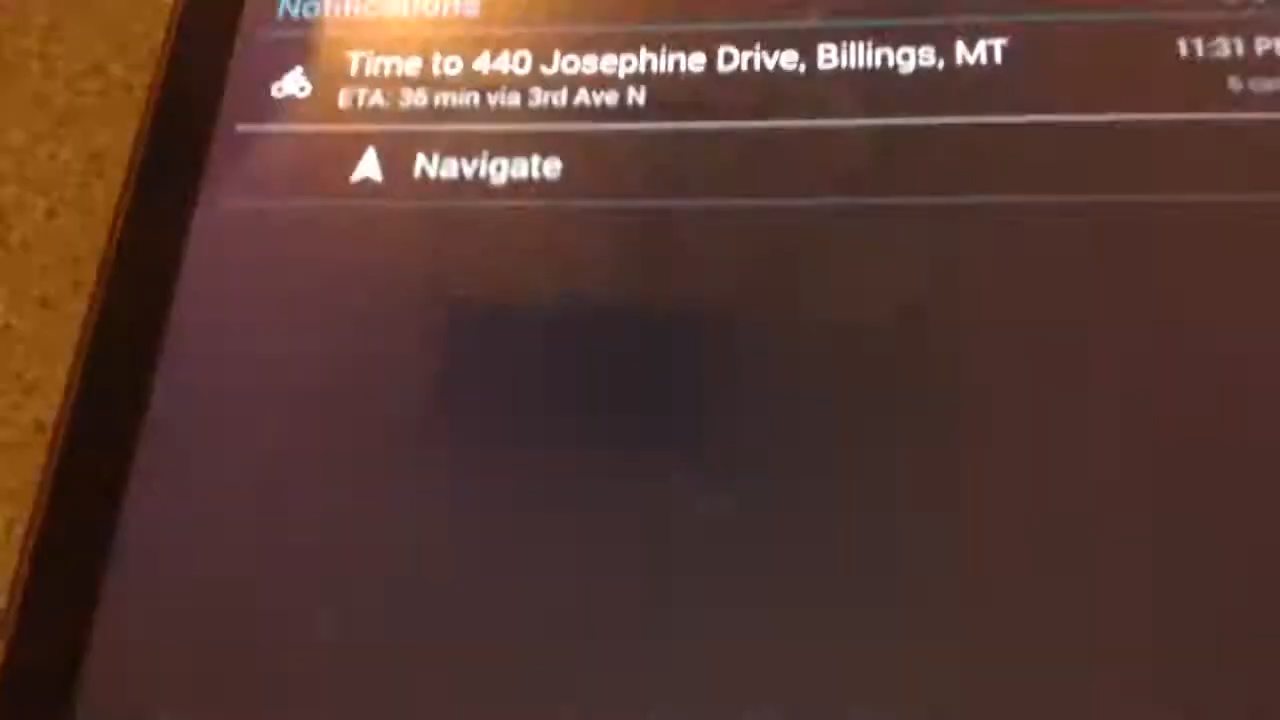 Notifications
Time to 440 Josephine Drive, Billings, MT
11:31 P
ETA: 36 min via 3rd Ave N
Navigate